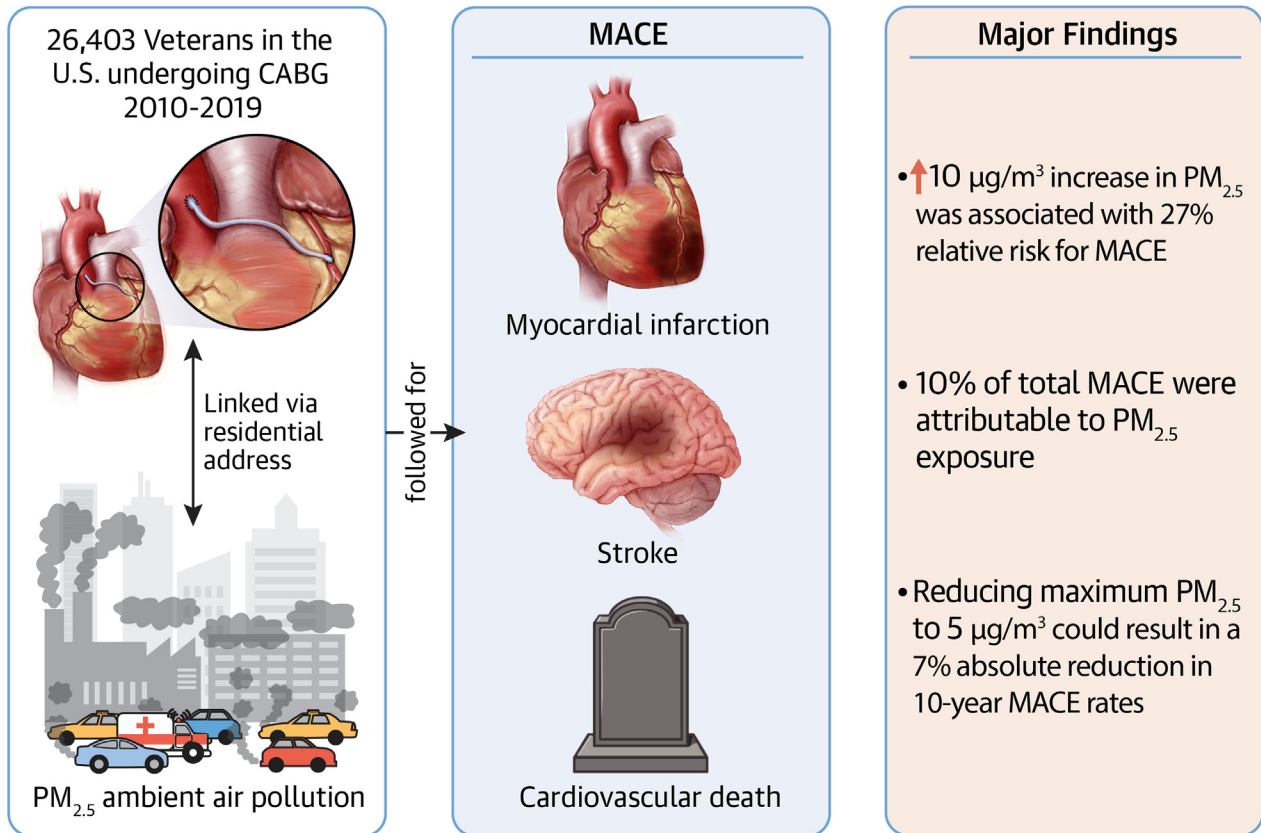 26,403 Veterans in the
U.S. undergoing CABG
2010-2019
Linked via
residential
address
PM2.5 ambient air pollution
followed for
MACE
Myocardial infarction
Stroke
Cardiovascular death
Major Findings
• ↑10 µg/m³ increase in PM2.5
was associated with 27%
relative risk for MACE
• 10% of total MACE were
attributable to PM2.5
exposure
• Reducing maximum PM2.5
to 5 µg/m³ could result in a
7% absolute reduction in
10-year MACE rates